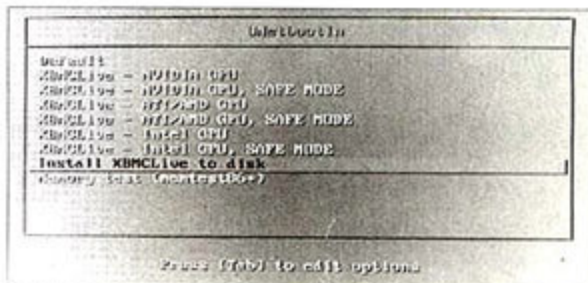 UNetbootin
Default
XBMCLive - NVIDIA GPU
XBMCLive - NVIDIA GPU, SAFE MODE
XBMCLive - ATI/AMD GPU
XBMCLive - ATI/AMD GPU, SAFE MODE
XBMCLive - Intel GPU
XBMCLive - Intel GPU, SAFE MODE
Install XBMCLive to disk
Memory test (memtest86+)
Press [Tab] to edit options